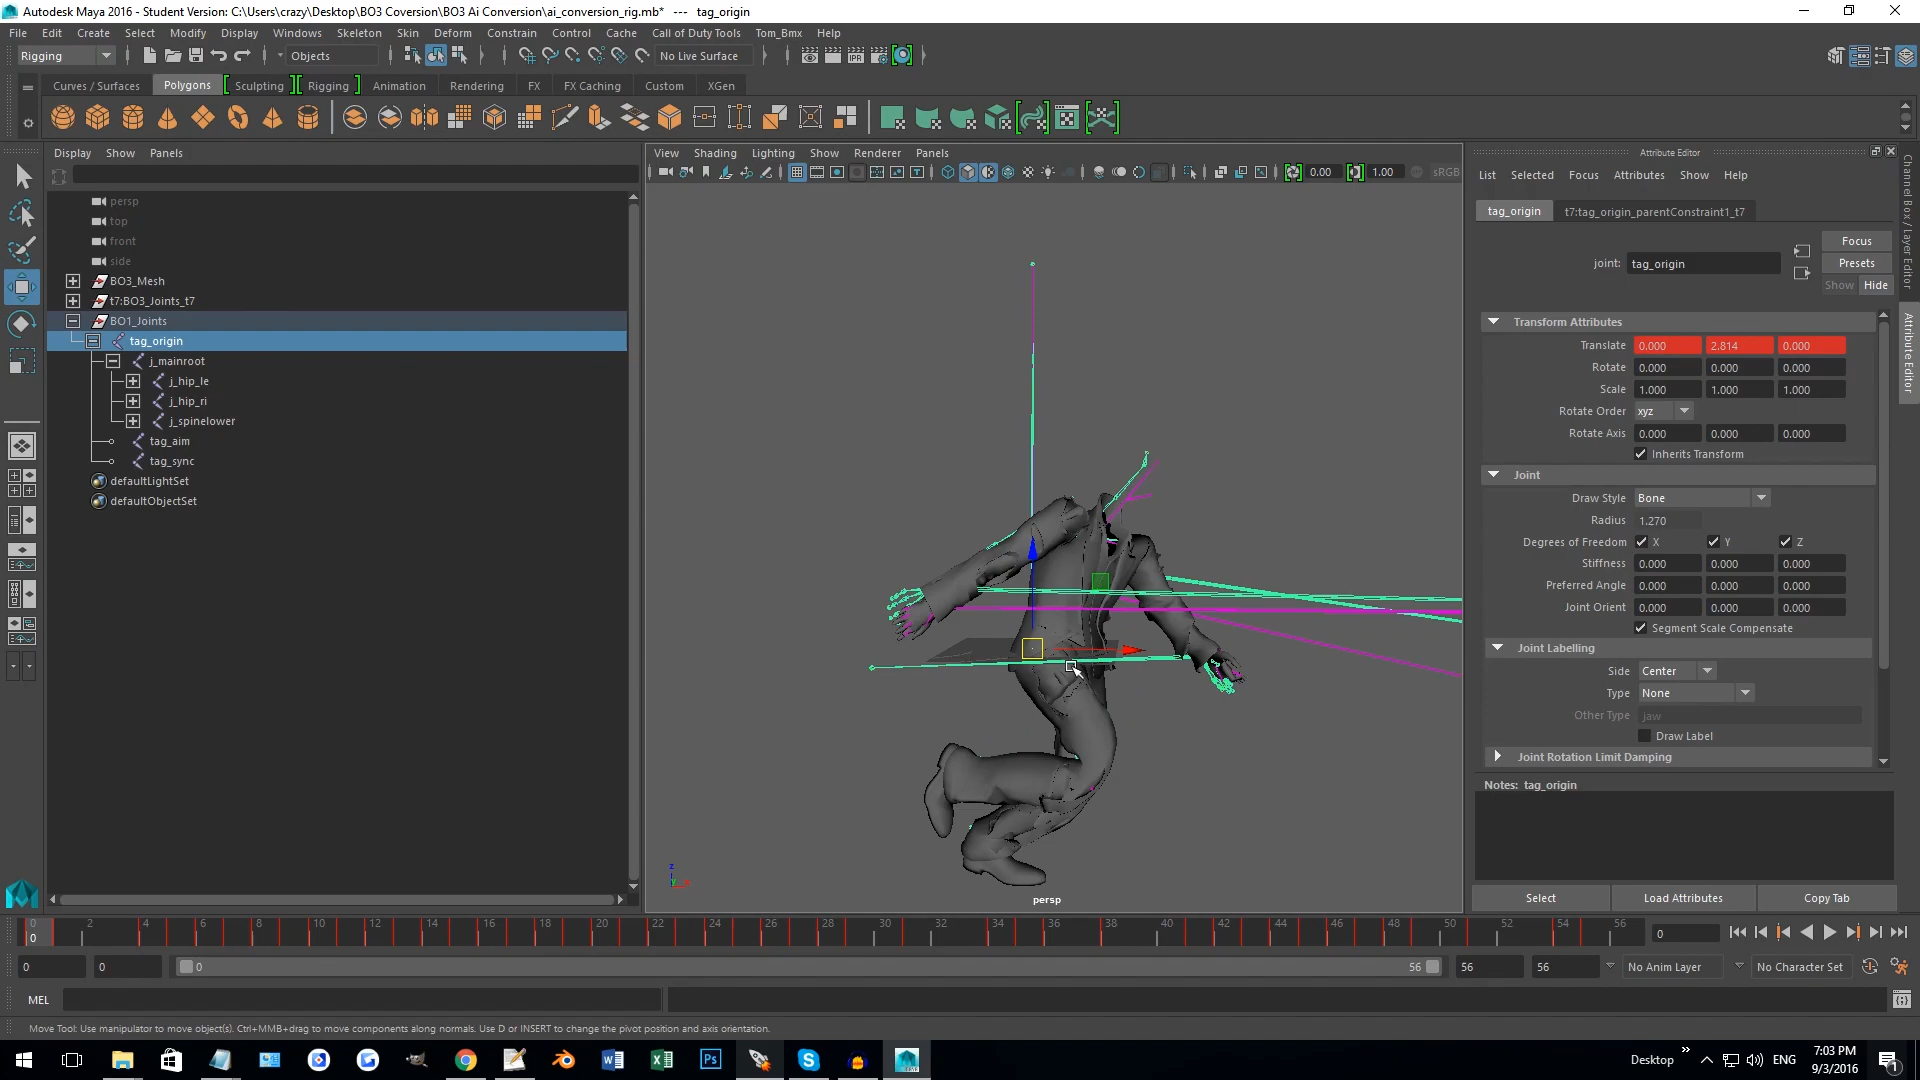 Autodesk Maya 2016 - Student Version: C:\Users\crazy\Desktop\BO3 Coversion\BO3 Ai Conversion\ai_conversion_rig.mb* --- tag_origin
File Edit Create Select Modify Display Windows Skeleton Skin Deform Constrain Control Cache Call of Duty Tools Tom_Bmx Help
Rigging Objects No Live Surface
Curves / Surfaces Polygons Sculpting Rigging Animation Rendering FX FX Caching Custom XGen
Display Show Panels
View Shading Lighting Show Renderer Panels
0.00 1.00 sRGB
persp
top
front
side
BO3_Mesh
t7:BO3_Joints_t7
BO1_Joints
tag_origin
j_mainroot
j_hip_le
j_hip_ri
j_spinelower
tag_aim
tag_sync
defaultLightSet
defaultObjectSet
z
persp
Attribute Editor
List Selected Focus Attributes Show Help
tag_origin t7:tag_origin_parentConstraint1_t7
Focus
joint: tag_origin
Presets
Show Hide
Transform Attributes
Translate 0.000 2.814 0.000
Rotate 0.000 0.000 0.000
Scale 1.000 1.000 1.000
Rotate Order xyz
Rotate Axis 0.000 0.000 0.000
Inherits Transform
Joint
Draw Style Bone
Radius 1.270
Degrees of Freedom X Y Z
Stiffness 0.000 0.000 0.000
Preferred Angle 0.000 0.000 0.000
Joint Orient 0.000 0.000 0.000
Segment Scale Compensate
Joint Labelling
Side Center
Type None
Other Type jaw
Draw Label
Joint Rotation Limit Damping
Notes: tag_origin
Select Load Attributes Copy Tab
Channel Box / Layer Editor
Attribute Editor
0 2 4 6 8 10 12 14 16 18 20 22 24 26 28 30 32 34 36 38 40 42 44 46 48 50 52 54 56
0 0
0 0 0 56 56 56 No Anim Layer No Character Set
MEL
Move Tool: Use manipulator to move object(s). Ctrl+MMB+drag to move components along normals. Use D or INSERT to change the pivot position and axis orientation.
Desktop ENG 7:03 PM
9/3/2016
1